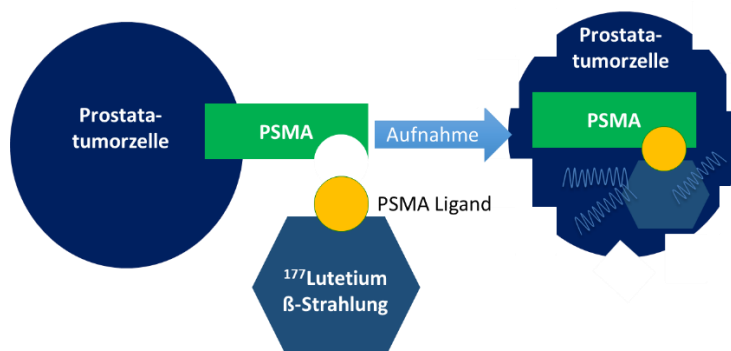 Prostata-
tumorzelle
PSMA
Aufnahme
PSMA Ligand
¹⁷⁷Lutetium
ß-Strahlung
Prostata-
tumorzelle
PSMA